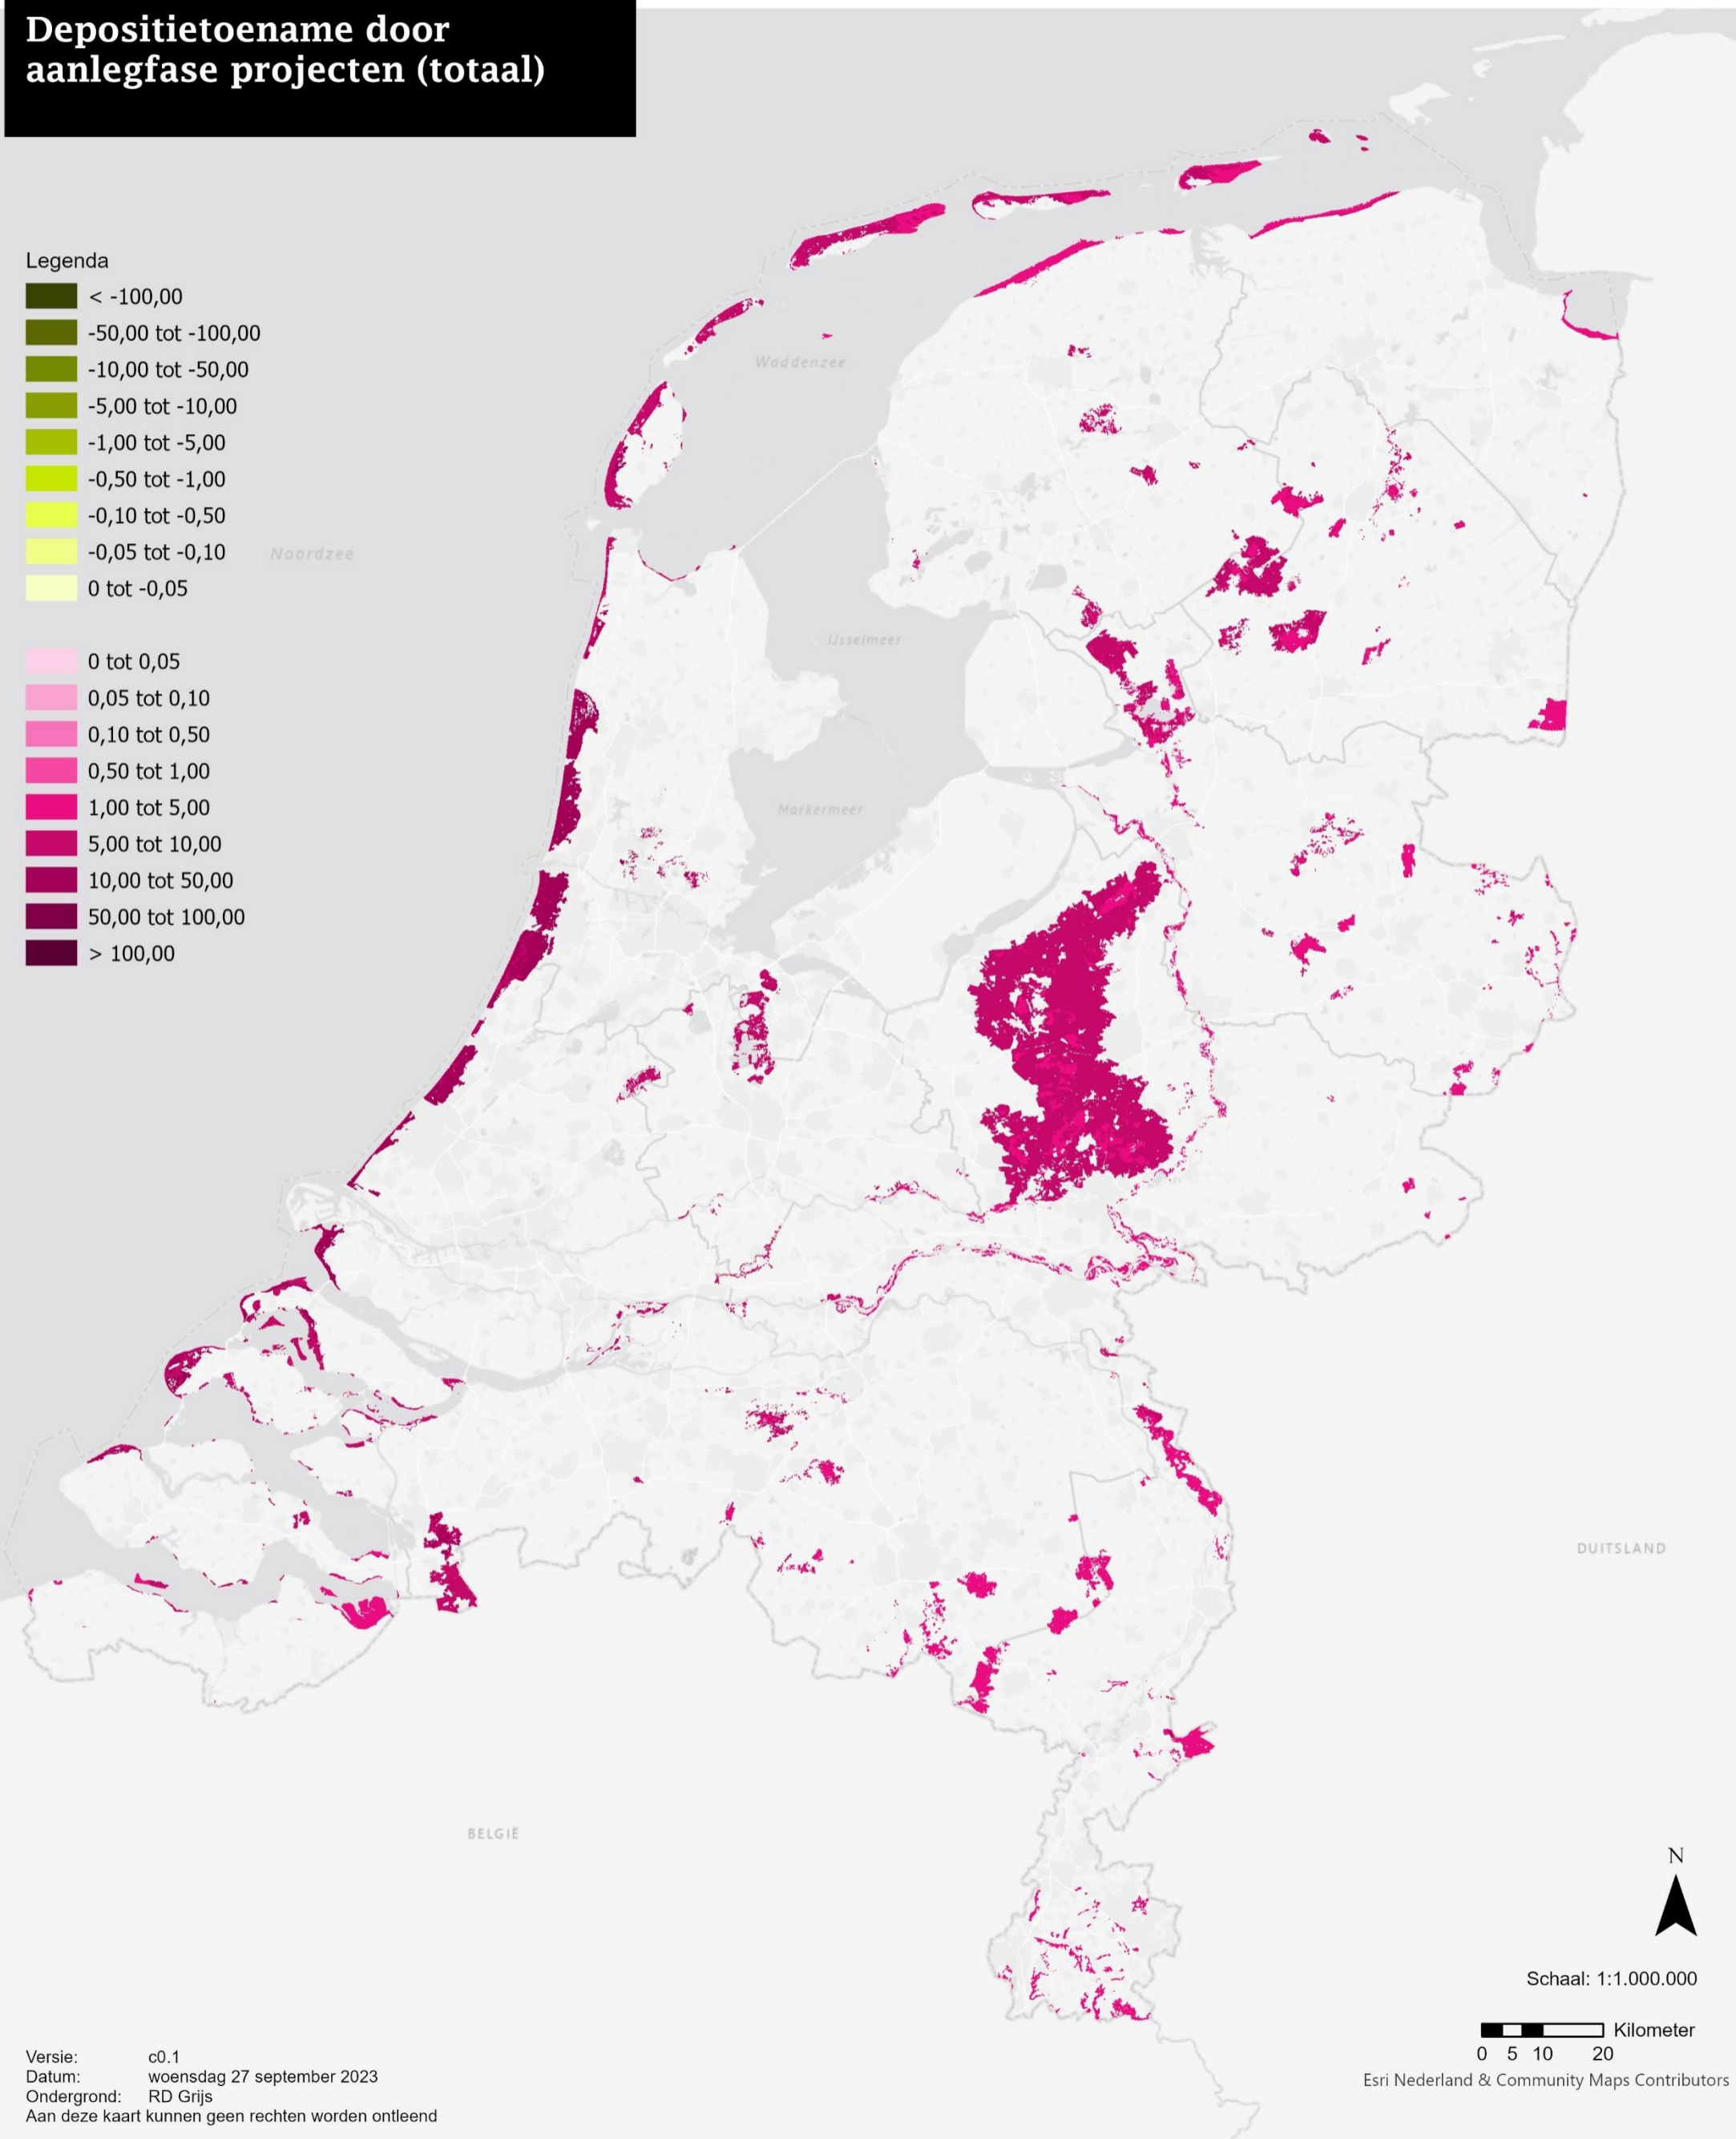 Depositietoename door
aanlegfase projecten (totaal)
Legenda
< -100,00
-50,00 tot -100,00
-10,00 tot -50,00
-5,00 tot -10,00
-1,00 tot -5,00
-0,50 tot -1,00
-0,10 tot -0,50
-0,05 tot -0,10
0 tot -0,05
0 tot 0,05
0,05 tot 0,10
0,10 tot 0,50
0,50 tot 1,00
1,00 tot 5,00
5,00 tot 10,00
10,00 tot 50,00
50,00 tot 100,00
> 100,00
Waddenzee
Noordzee
IJsselmeer
Markermeer
DUITSLAND
BELGIË
N
Schaal: 1:1.000.000
Kilometer
0 5 10 20
Esri Nederland & Community Maps Contributors
Versie: c0.1
Datum: woensdag 27 september 2023
Ondergrond: RD Grijs
Aan deze kaart kunnen geen rechten worden ontleend